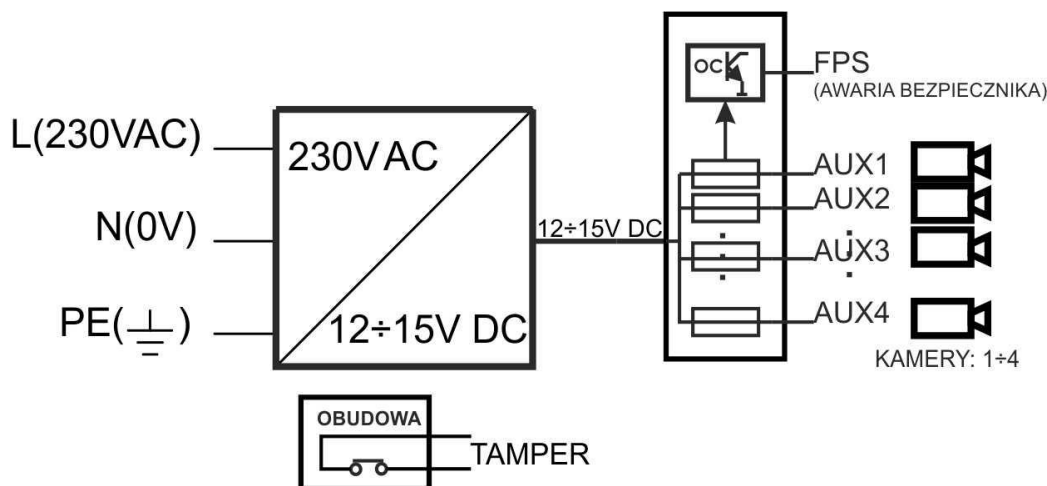 L(230VAC)
N(0V)
PE(⏚)
230V AC
12÷15V DC
12÷15V DC
OC
FPS
(AWARIA BEZPIECZNIKA)
AUX1
AUX2
AUX3
AUX4
KAMERY: 1÷4
OBUDOWA
TAMPER